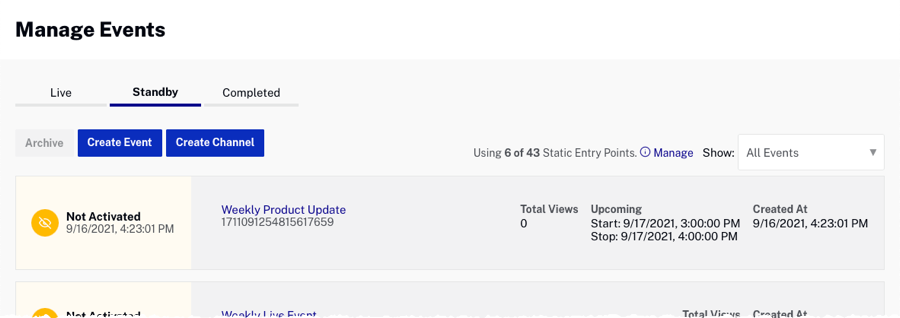 Manage Events
Live Standby Completed
Archive Create Event Create Channel
Using 6 of 43 Static Entry Points. Manage Show: All Events
Not Activated
9/16/2021, 4:23:01 PM
Weekly Product Update
1711091254815617659
Total Views
0
Upcoming
Start: 9/17/2021, 3:00:00 PM
Stop: 9/17/2021, 4:00:00 PM
Created At
9/16/2021, 4:23:01 PM
Not Activated Weekly Live Event Total Views Created At